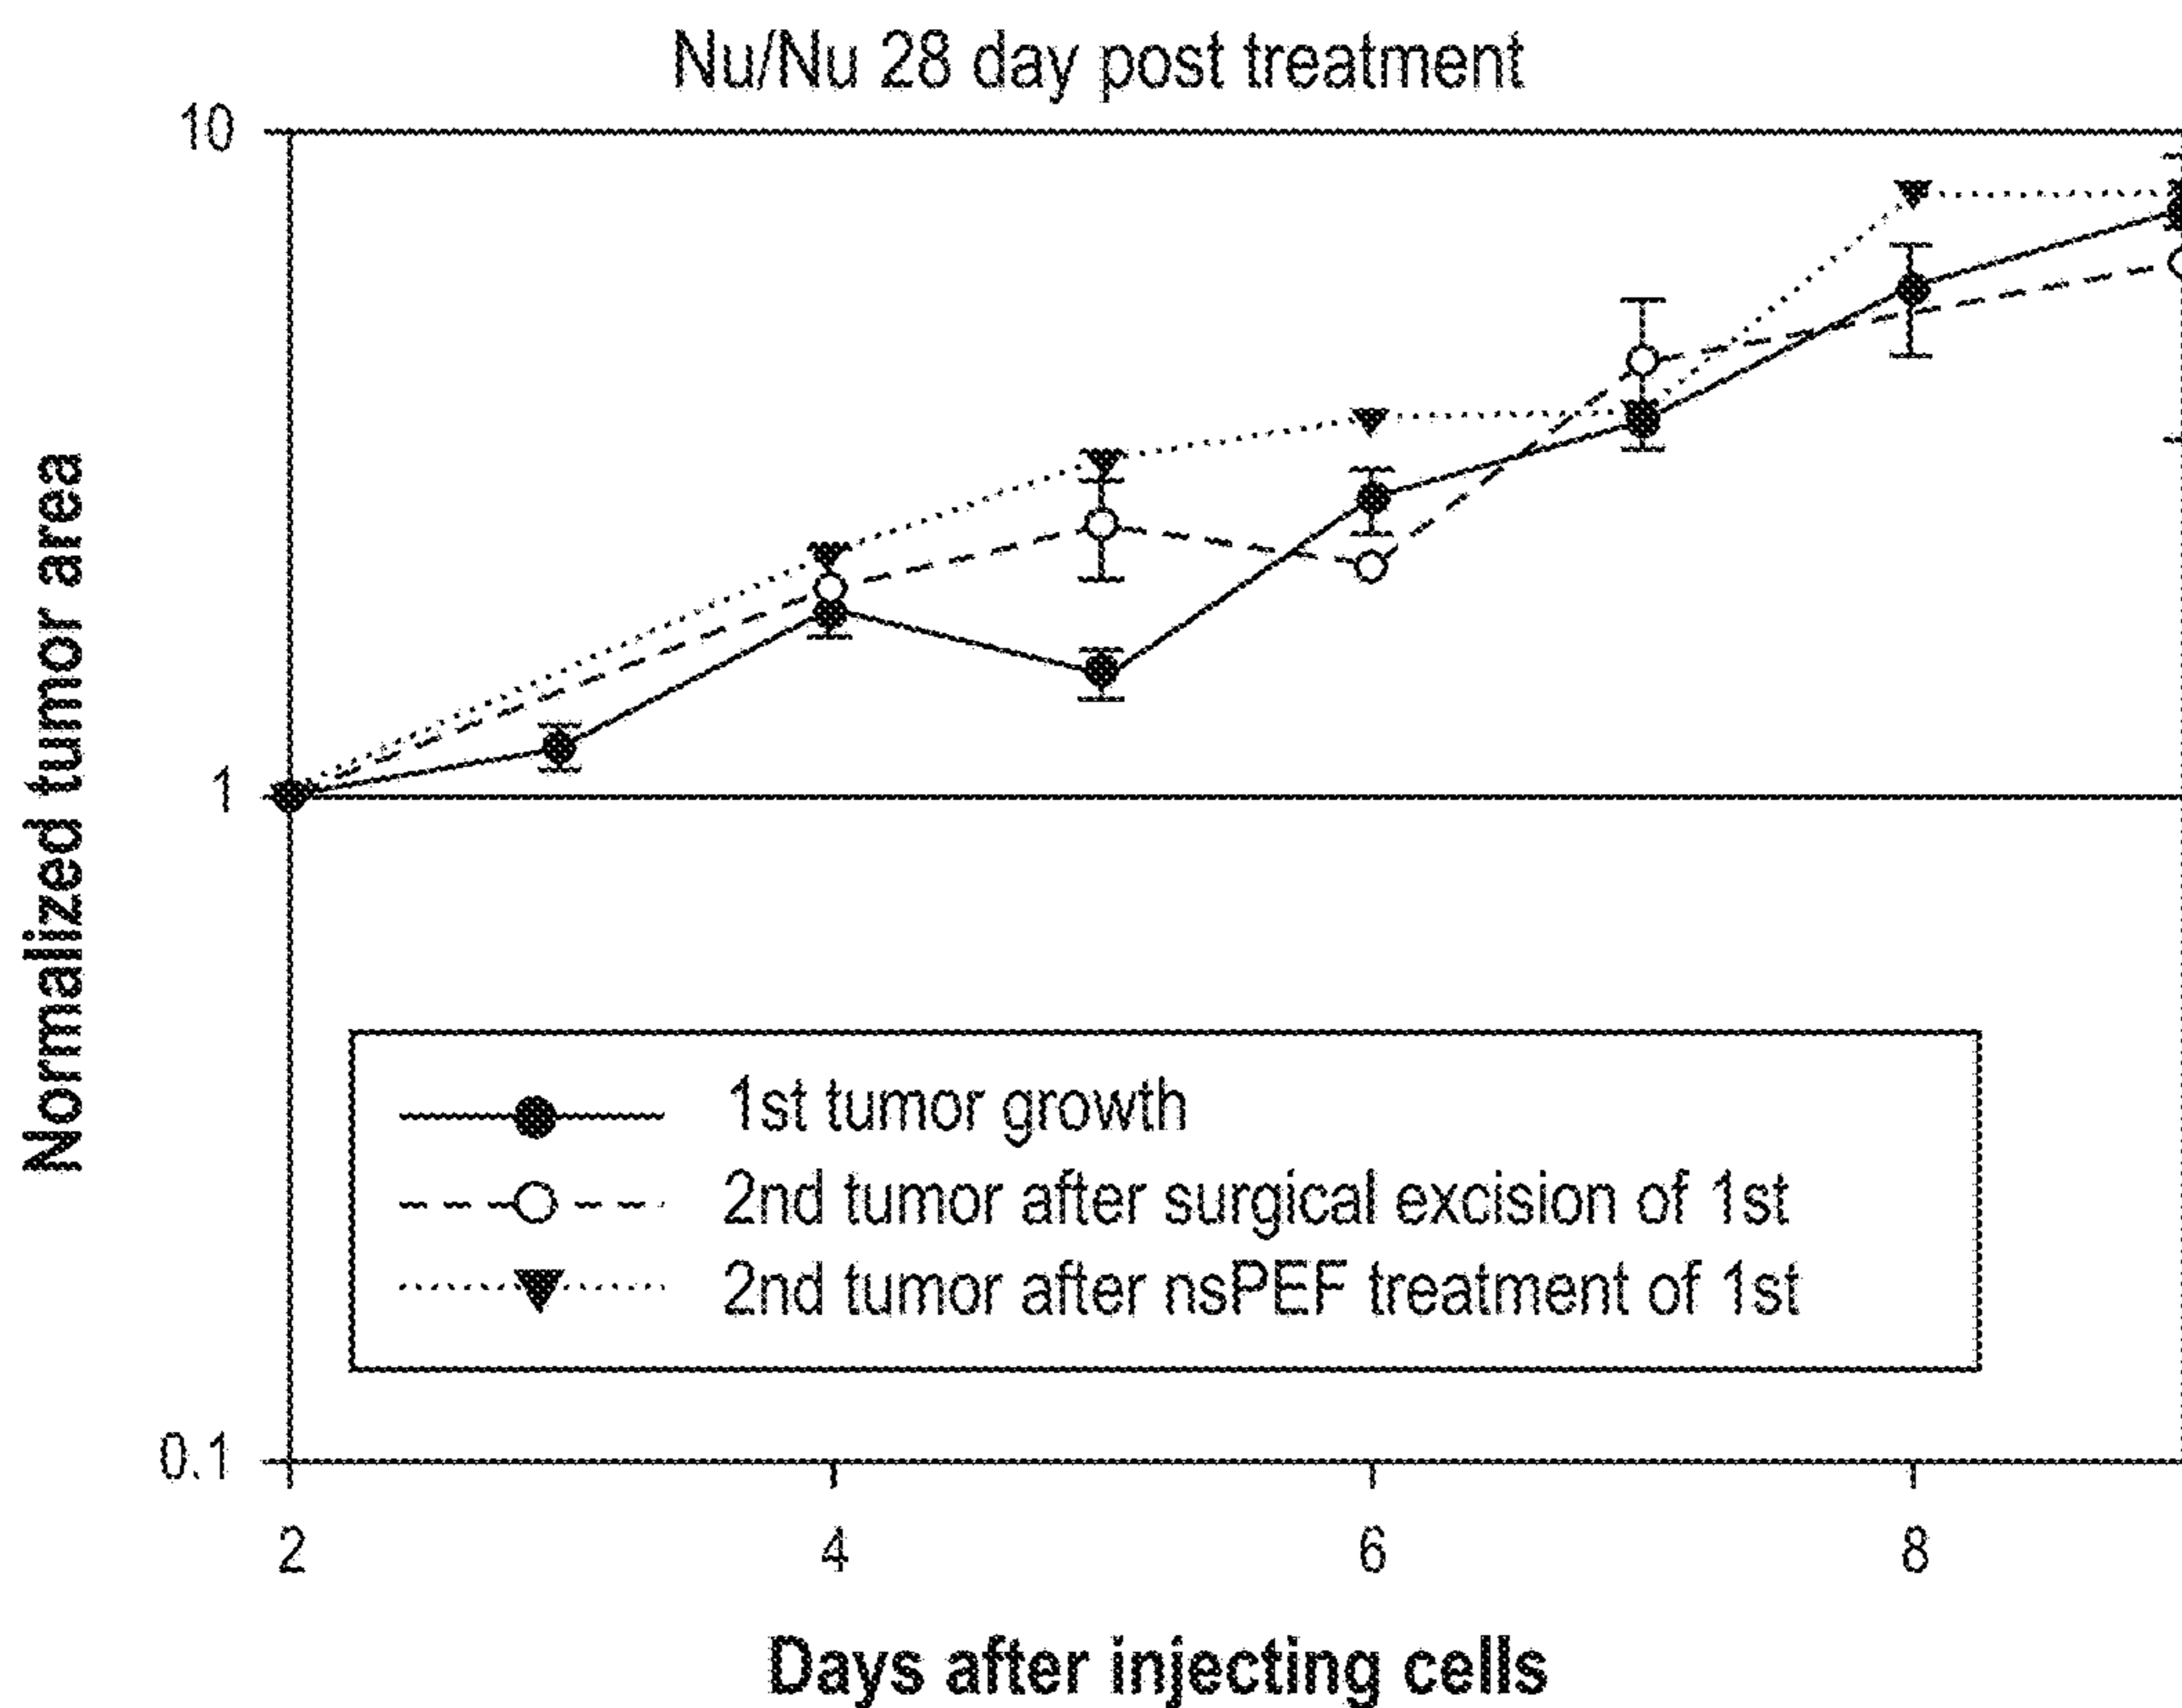 Nu/Nu 28 day post treatment
10
1
0.1
Normalized tumor area
1st tumor growth
2nd tumor after surgical excision of 1st
2nd tumor after nsPEF treatment of 1st
2 4 6 8
Days after injecting cells